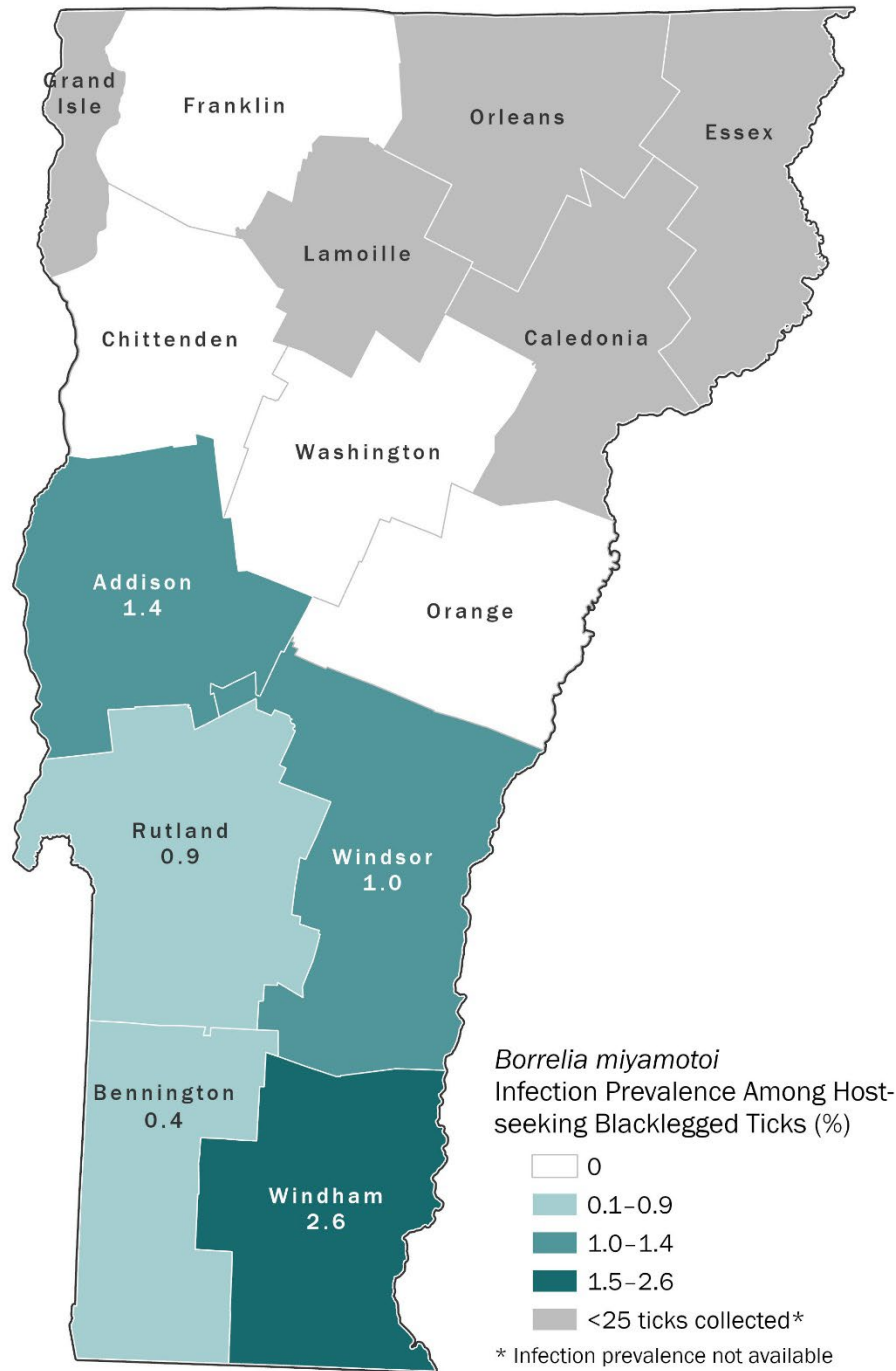 Grand
Isle
Franklin
Orleans
Essex
Lamoille
Chittenden
Caledonia
Washington
Addison
1.4
Orange
Rutland
0.9
Windsor
1.0
Bennington
0.4
Windham
2.6
Borrelia miyamotoi
Infection Prevalence Among Host-
seeking Blacklegged Ticks (%)
0
0.1–0.9
1.0–1.4
1.5–2.6
<25 ticks collected*
* Infection prevalence not available